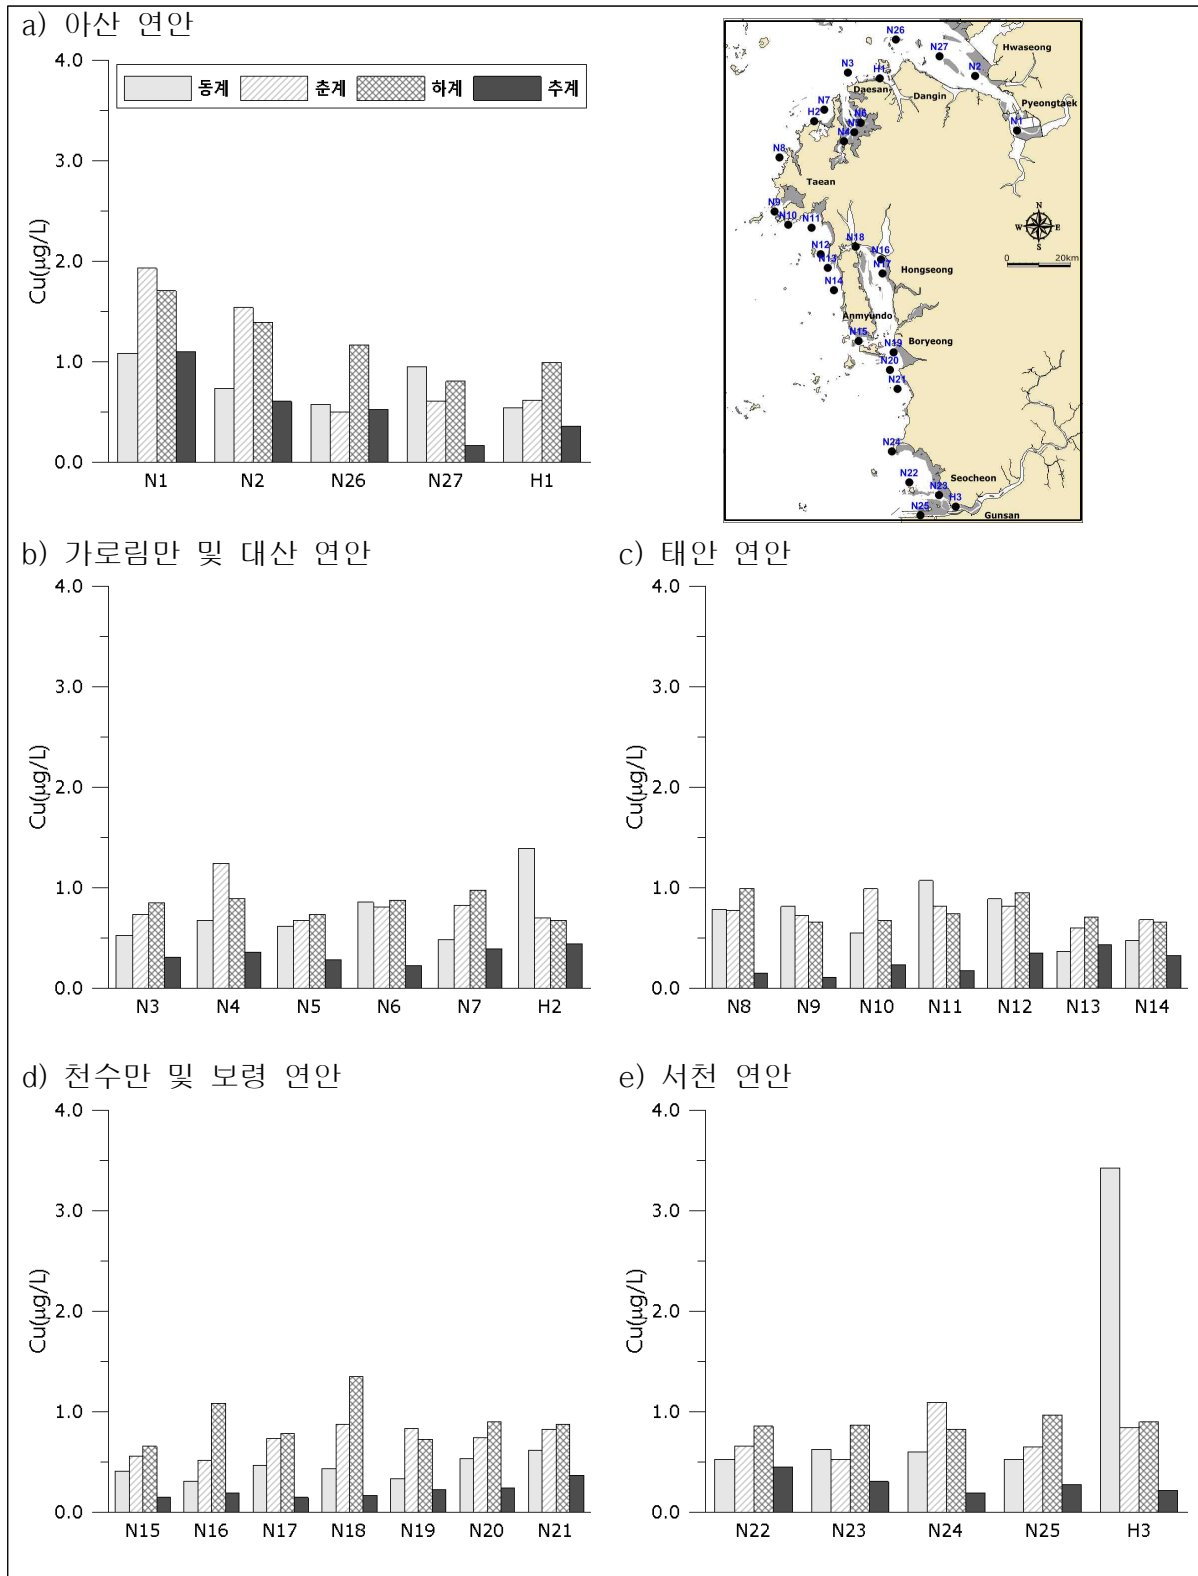 a) 아산 연안
4.0
3.0
2.0
1.0
0.0
Cu(μg/L)
동계 춘계 하계 추계
N1 N2 N26 N27 H1
N26
N27
Hwaseong
N3
H1
N2
Daesan
Dangin
Pyeongtaek
N7
H2
N6
N5
N4
N1
N8
Taean
N9
N10
N11
N
W E
S
N18
N12
N16
N13
N17
0 20km
Hongseong
N14
Anmyundo
N15
N19
Boryeong
N20
N21
N24
N22
Seocheon
N23
H3
N25
Gunsan
b) 가로림만 및 대산 연안
4.0
3.0
2.0
1.0
0.0
Cu(μg/L)
N3 N4 N5 N6 N7 H2
c) 태안 연안
4.0
3.0
2.0
1.0
0.0
Cu(μg/L)
N8 N9 N10 N11 N12 N13 N14
d) 천수만 및 보령 연안
4.0
3.0
2.0
1.0
0.0
Cu(μg/L)
N15 N16 N17 N18 N19 N20 N21
e) 서천 연안
4.0
3.0
2.0
1.0
0.0
Cu(μg/L)
N22 N23 N24 N25 H3